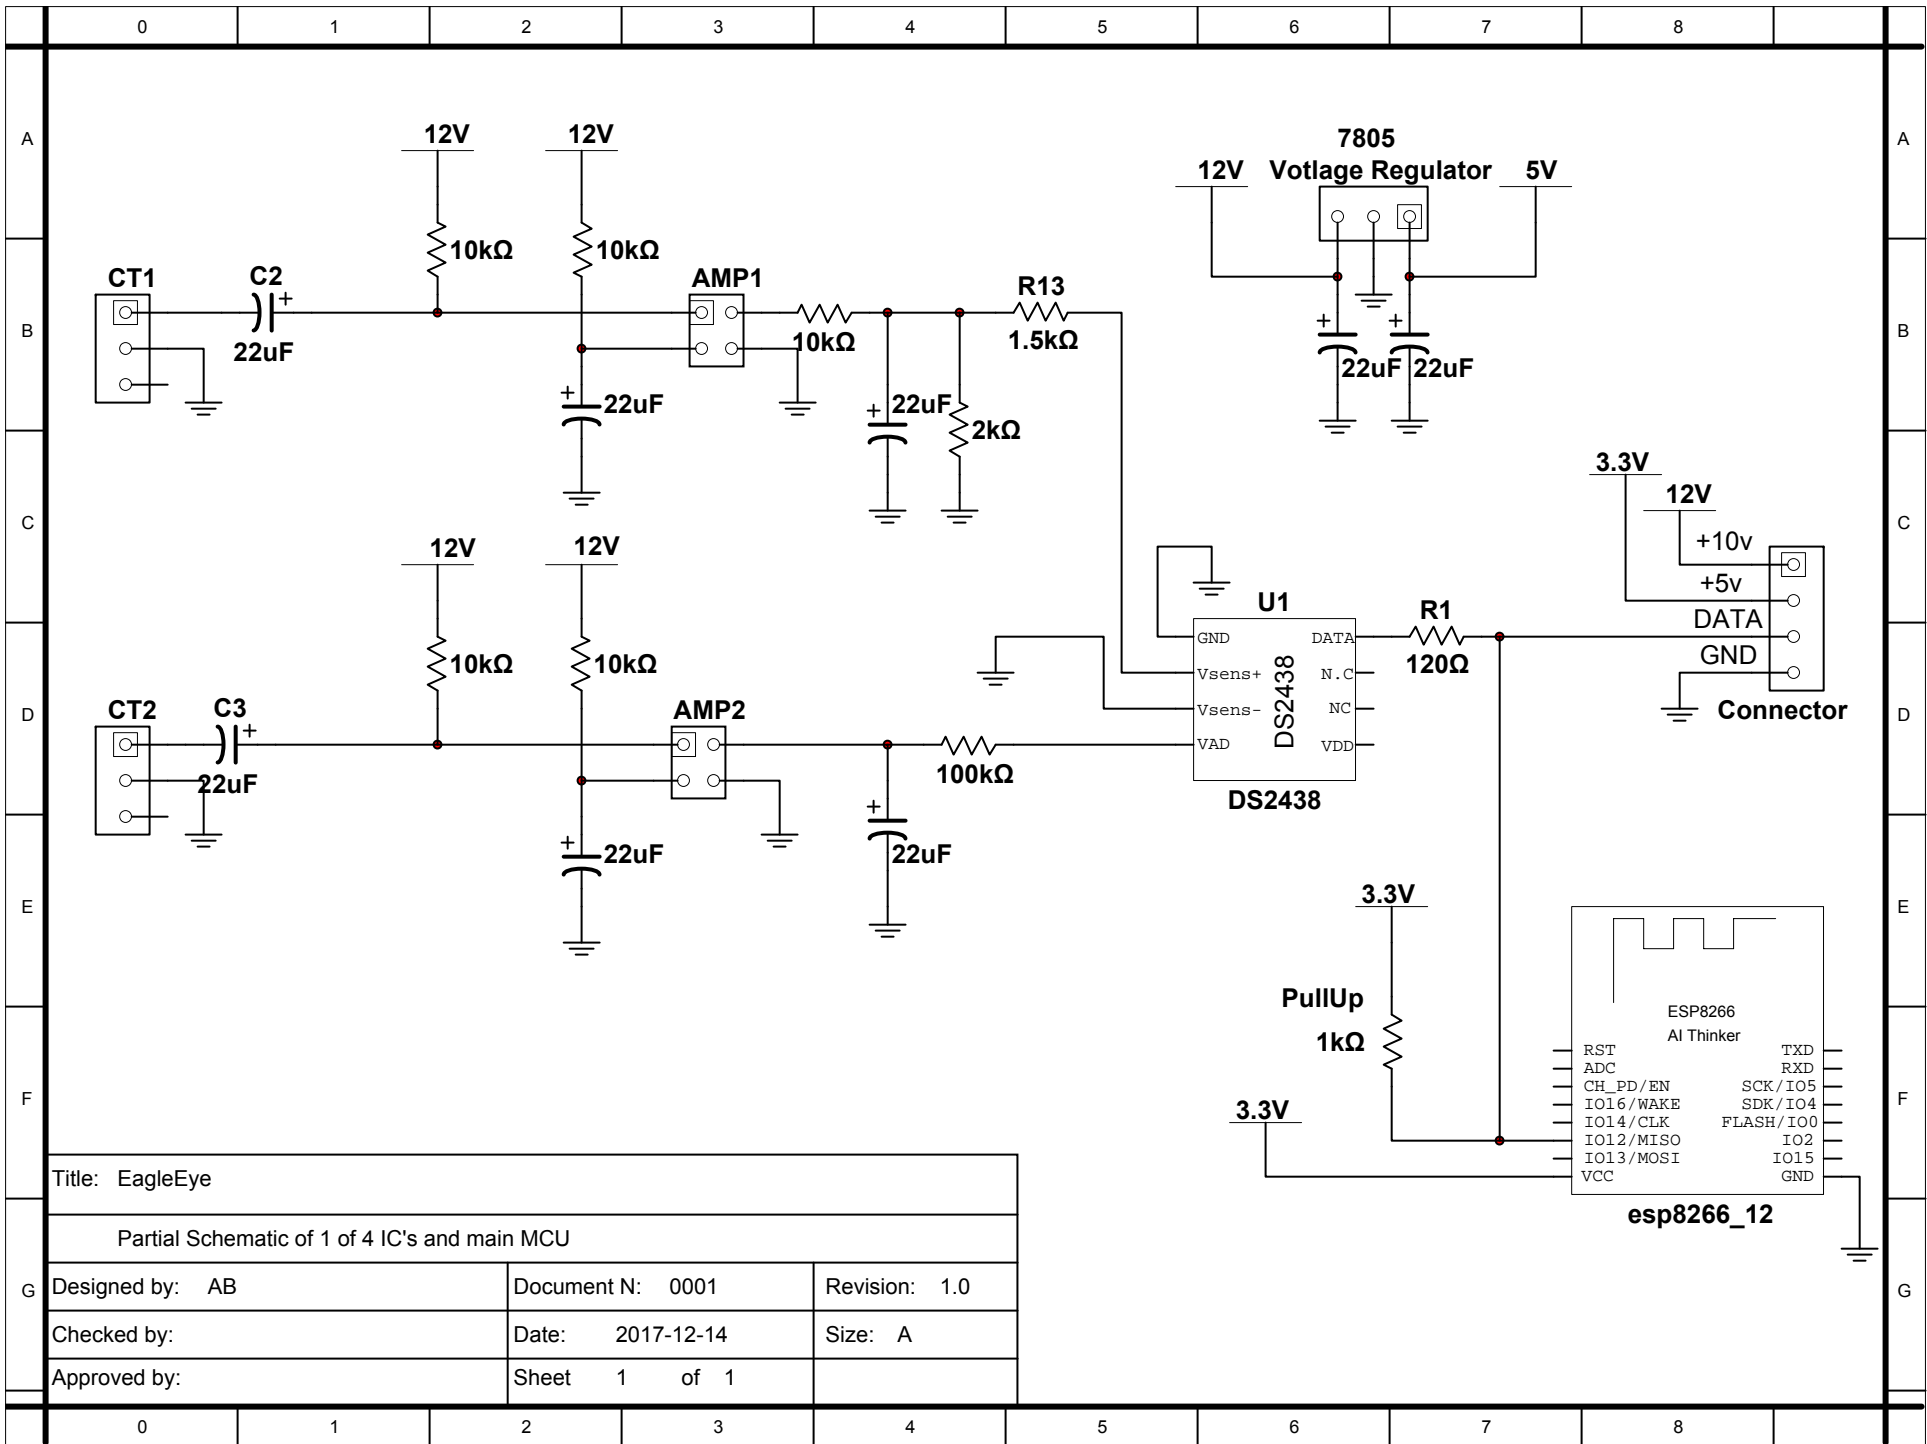 0 1 2 3 4 5 6 7 8
A A
12V 12V
7805
12V Votlage Regulator 5V
10kΩ 10kΩ
CT1 C2 AMP1 R13
+ + +
B B
22uF 10kΩ 1.5kΩ
22uF 22uF
+ 22uF + 22uF
2kΩ
3.3V
12V
C C
+10v
12V 12V
+5v
U1 R1
DATA
GND DATA
10kΩ 10kΩ 120Ω GND
Vsens+ N.C
DS2438
CT2 C3 AMP2 Vsens- NC Connector
D D
+
VAD VDD
22uF 100kΩ
DS2438
+
+ 22uF 22uF
3.3V
E E
PullUp
ESP8266
1kΩ AI Thinker
RST TXD
ADC RXD
CH_PD/EN SCK/IO5
F F
3.3V IO16/WAKE SDK/IO4
IO14/CLK FLASH/IO0
IO12/MISO IO2
IO13/MOSI IO15
VCC GND
esp8266_12
Title: EagleEye
Partial Schematic of 1 of 4 IC's and main MCU
G G
Designed by: AB Document N: 0001 Revision: 1.0
Checked by: Date: 2017-12-14 Size: A
Approved by: Sheet 1 of 1
0 1 2 3 4 5 6 7 8